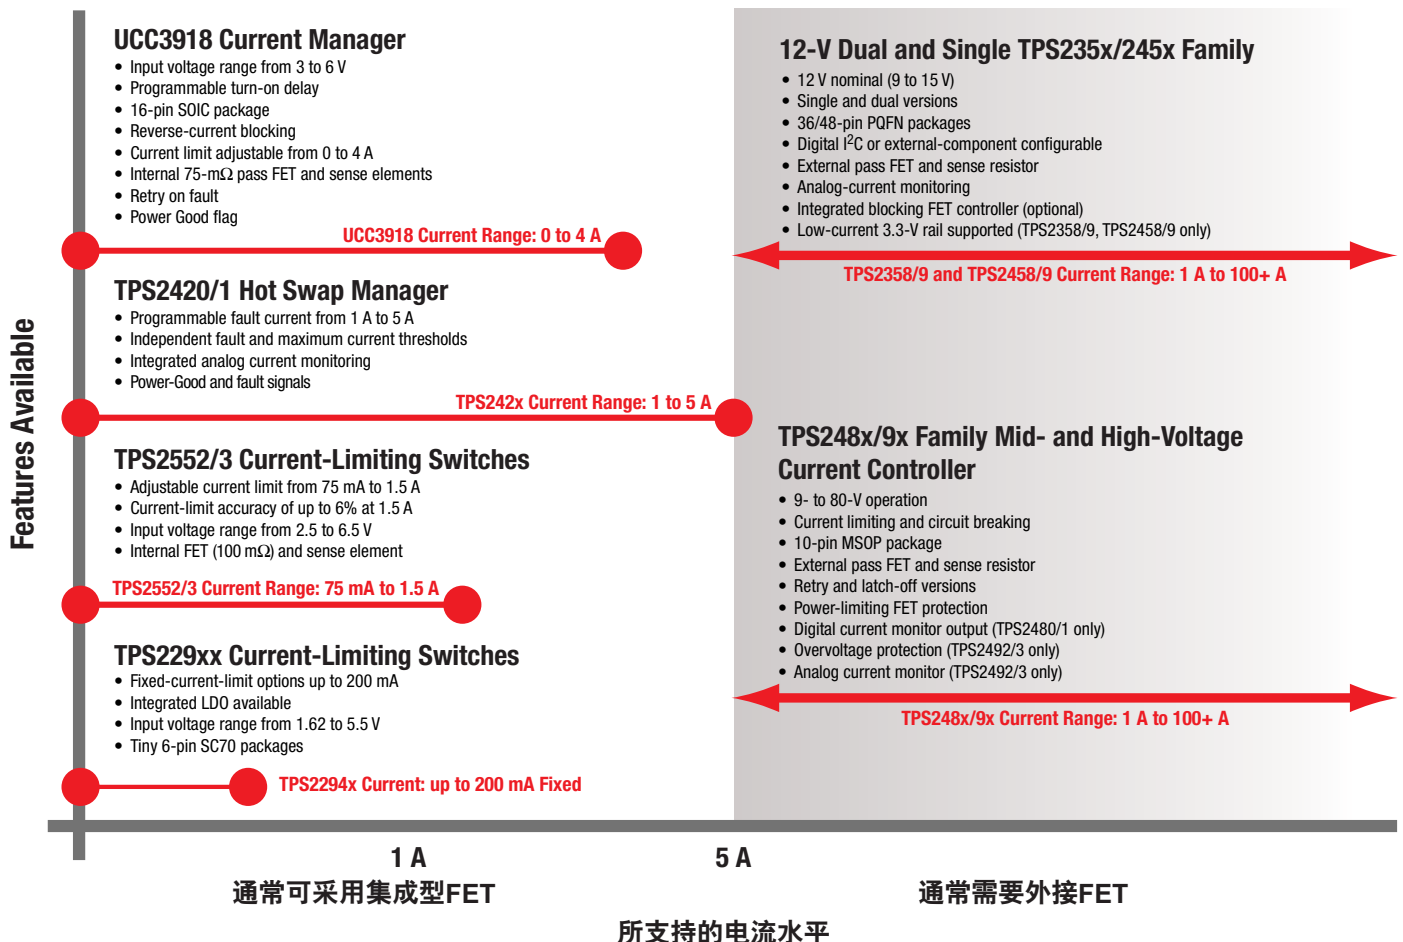 UCC3918 Current Manager
• Input voltage range from 3 to 6 V
• Programmable turn-on delay
• 16-pin SOIC package
• Reverse-current blocking
• Current limit adjustable from 0 to 4 A
• Internal 75-mΩ pass FET and sense elements
• Retry on fault
• Power Good flag
UCC3918 Current Range: 0 to 4 A
TPS2420/1 Hot Swap Manager
• Programmable fault current from 1 A to 5 A
• Independent fault and maximum current thresholds
• Integrated analog current monitoring
• Power-Good and fault signals
TPS242x Current Range: 1 to 5 A
TPS2552/3 Current-Limiting Switches
• Adjustable current limit from 75 mA to 1.5 A
• Current-limit accuracy of up to 6% at 1.5 A
• Input voltage range from 2.5 to 6.5 V
• Internal FET (100 mΩ) and sense element
TPS2552/3 Current Range: 75 mA to 1.5 A
TPS229xx Current-Limiting Switches
• Fixed-current-limit options up to 200 mA
• Integrated LDO available
• Input voltage range from 1.62 to 5.5 V
• Tiny 6-pin SC70 packages
TPS2294x Current: up to 200 mA Fixed
12-V Dual and Single TPS235x/245x Family
• 12 V nominal (9 to 15 V)
• Single and dual versions
• 36/48-pin PQFN packages
• Digital I²C or external-component configurable
• External pass FET and sense resistor
• Analog-current monitoring
• Integrated blocking FET controller (optional)
• Low-current 3.3-V rail supported (TPS2358/9, TPS2458/9 only)
TPS2358/9 and TPS2458/9 Current Range: 1 A to 100+ A
TPS248x/9x Family Mid- and High-Voltage
Current Controller
• 9- to 80-V operation
• Current limiting and circuit breaking
• 10-pin MSOP package
• External pass FET and sense resistor
• Retry and latch-off versions
• Power-limiting FET protection
• Digital current monitor output (TPS2480/1 only)
• Overvoltage protection (TPS2492/3 only)
• Analog current monitor (TPS2492/3 only)
TPS248x/9x Current Range: 1 A to 100+ A
Features Available
1 A
5 A
通常可采用集成型FET
通常需要外接FET
所支持的电流水平